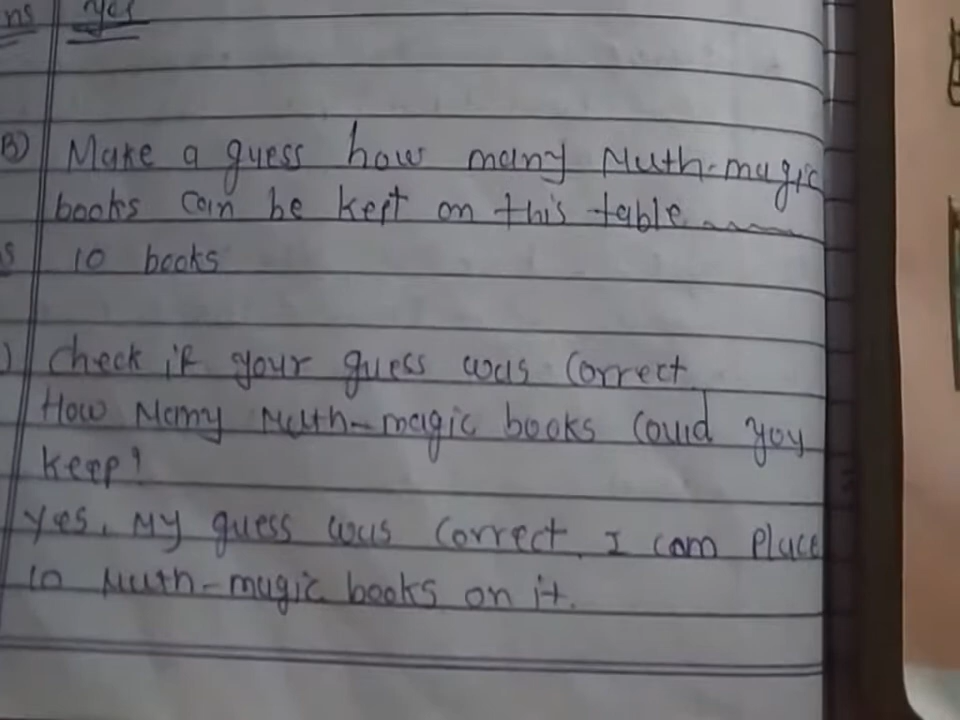 ns yes
B) Make a guess how many Math-magic
books can be kept on this table
s 10 books
) Check if your guess was correct
How Many Math-magic books could you
keep?
Yes, My guess was correct. I can place
10 Math-magic books on it.